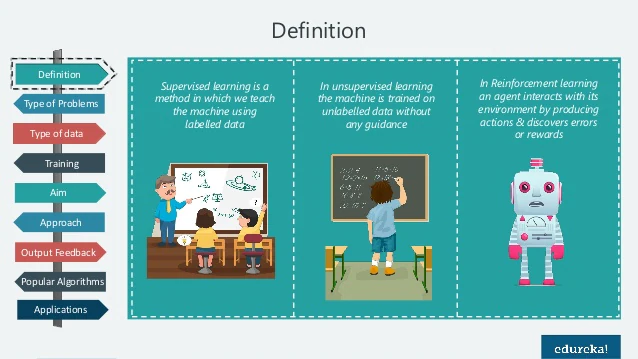 Definition
Definition
Type of Problems
Type of data
Training
Aim
Approach
Output Feedback
Popular Algorithms
Applications
Supervised learning is a
method in which we teach
the machine using
labelled data
In unsupervised learning
the machine is trained on
unlabelled data without
any guidance
In Reinforcement learning
an agent interacts with its
environment by producing
actions & discovers errors
or rewards
edureka!